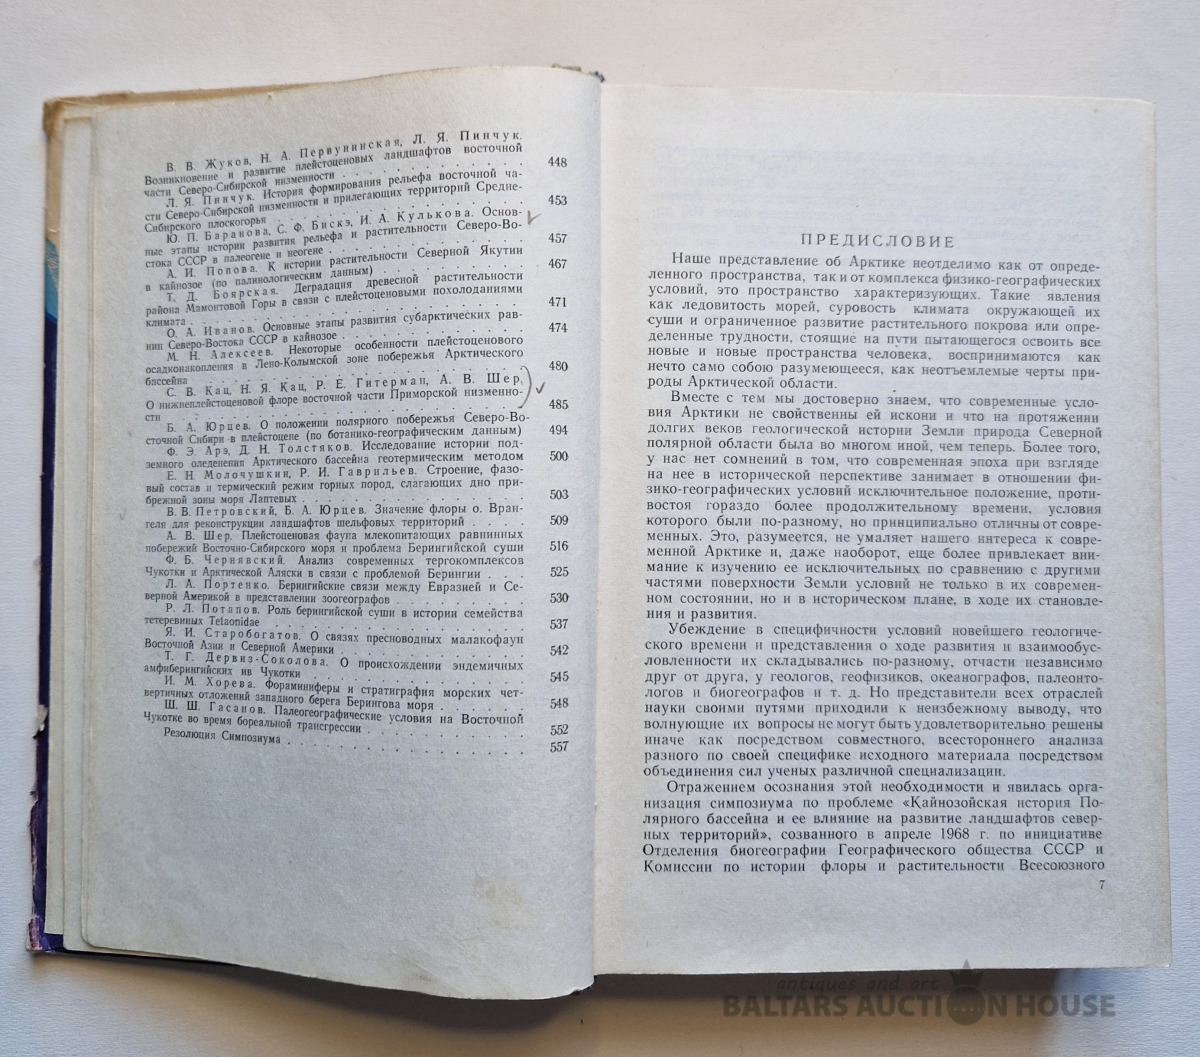 В. В. Жуков, Н. А. Первунинская, Л. Я. Пинчук.
Возникновение и развитие плейстоценовых ландшафтов восточной
части Северо-Сибирской низменности . . . . . . . . . . 448
Л. Я. Пинчук. История формирования рельефа восточной ча-
сти Северо-Сибирской низменности и прилегающих территорий Средне-
Сибирского плоскогорья . . . . . . . . . . 453
Ю. П. Баранова, С. Ф. Бискэ, И. А. Кулькова. Основ-
ные этапы истории развития рельефа и растительности Северо-Во-
стока СССР в палеогене и неогене . . . . . . . . . . 457
А. И. Попова. К истории растительности Северной Якутии
в кайнозое (по палинологическим данным) . . . . . . . . 467
Т. Д. Боярская. Деградация древесной растительности
района Мамонтовой Горы в связи с плейстоценовыми похолоданиями
климата . . . . . . . . . . 471
О. А. Иванов. Основные этапы развития субарктических рав-
нин Северо-Востока СССР в кайнозое . . . . . . . . . . 474
М. Н. Алексеев. Некоторые особенности плейстоценового
осадконакопления в Лено-Колымской зоне побережья Арктического
бассейна . . . . . . . . . . 480
С. В. Кац, Н. Я. Кац, Р. Е. Гитерман, А. В. Шер.
О нижнеплейстоценовой флоре восточной части Приморской низменно-
сти . . . . . . . . . . 485
Б. А. Юрцев. О положении полярного побережья Северо-Во-
сточной Сибири в плейстоцене (по ботанико-географическим данным) 494
Ф. Э. Арэ, Д. Н. Толстяков. Исследование истории под-
земного оледенения Арктического бассейна геотермическим методом 500
Е. Н. Молочушкин, Р. И. Гаврильев. Строение, фазо-
вый состав и термический режим горных пород, слагающих дно при-
брежной зоны моря Лаптевых . . . . . . . . . . 503
В. В. Петровский, Б. А. Юрцев. Значение флоры о. Вран-
геля для реконструкции ландшафтов шельфовых территорий . . . . 509
А. В. Шер. Плейстоценовая фауна млекопитающих равнинных
побережий Восточно-Сибирского моря и проблема Берингийской суши 516
Ф. Б. Чернявский. Анализ современных териокомплексов
Чукотки и Арктической Аляски в связи с проблемой Берингии . . . 525
Л. А. Портенко. Берингийские связи между Евразией и Се-
верной Америкой в представлении зоогеографов . . . . . . . . 530
Р. Л. Потапов. Роль берингийской суши в истории семейства
тетеревиных Tetaonidae . . . . . . . . . . 537
Я. И. Старобогатов. О связях пресноводных малакофаун
Восточной Азии и Северной Америки . . . . . . . . . . 542
Т. Г. Дервиз-Соколова. О происхождении эндемичных
амфиберингийских ив Чукотки . . . . . . . . . . 545
И. М. Хорева. Фораминиферы и стратиграфия морских чет-
вертичных отложений западного берега Берингова моря . . . . . 548
Ш. Ш. Гасанов. Палеогеографические условия на Восточной
Чукотке во время бореальной трансгрессии . . . . . . . . . . 552
Резолюция Симпозиума . . . . . . . . . . 557
ПРЕДИСЛОВИЕ
Наше представление об Арктике неотделимо как от опреде-
ленного пространства, так и от комплекса физико-географических
условий, это пространство характеризующих. Такие явления
как ледовитость морей, суровость климата окружающей их
суши и ограниченное развитие растительного покрова или опре-
деленные трудности, стоящие на пути пытающегося освоить все
новые и новые пространства человека, воспринимаются как
нечто само собою разумеющееся, как неотъемлемые черты при-
роды Арктической области.
Вместе с тем мы достоверно знаем, что современные усло-
вия Арктики не свойственны ей искони и что на протяжении
долгих веков геологической истории Земли природа Северной
полярной области была во многом иной, чем теперь. Более того,
у нас нет сомнений в том, что современная эпоха при взгляде
на нее в исторической перспективе занимает в отношении фи-
зико-географических условий исключительное положение, проти-
востоя гораздо более продолжительному времени, условия
которого были по-разному, но принципиально отличны от совре-
менных. Это, разумеется, не умаляет нашего интереса к совре-
менной Арктике и, даже наоборот, еще более привлекает вни-
мание к изучению ее исключительных по сравнению с другими
частями поверхности Земли условий не только в их современ-
ном состоянии, но и в историческом плане, в ходе их становле-
ния и развития.
Убеждение в специфичности условий новейшего геологиче-
ского времени и представления о ходе развития и взаимообус-
ловленности их складывались по-разному, отчасти независимо
друг от друга, у геологов, геофизиков, океанографов, палеонто-
логов и биогеографов и т. д. Но представители всех отраслей
науки своими путями приходили к неизбежному выводу, что
волнующие их вопросы не могут быть удовлетворительно решены
иначе как посредством совместного, всестороннего анализа
разного по своей специфике исходного материала посредством
объединения сил ученых различной специализации.
Отражением осознания этой необходимости и явилась орга-
низация симпозиума по проблеме «Кайнозойская история По-
лярного бассейна и ее влияние на развитие ландшафтов север-
ных территорий», созванного в апреле 1968 г. по инициативе
Отделения биогеографии Географического общества СССР и
Комиссии по истории флоры и растительности Всесоюзного
7
antiques and art
BALTARS AUCTION HOUSE